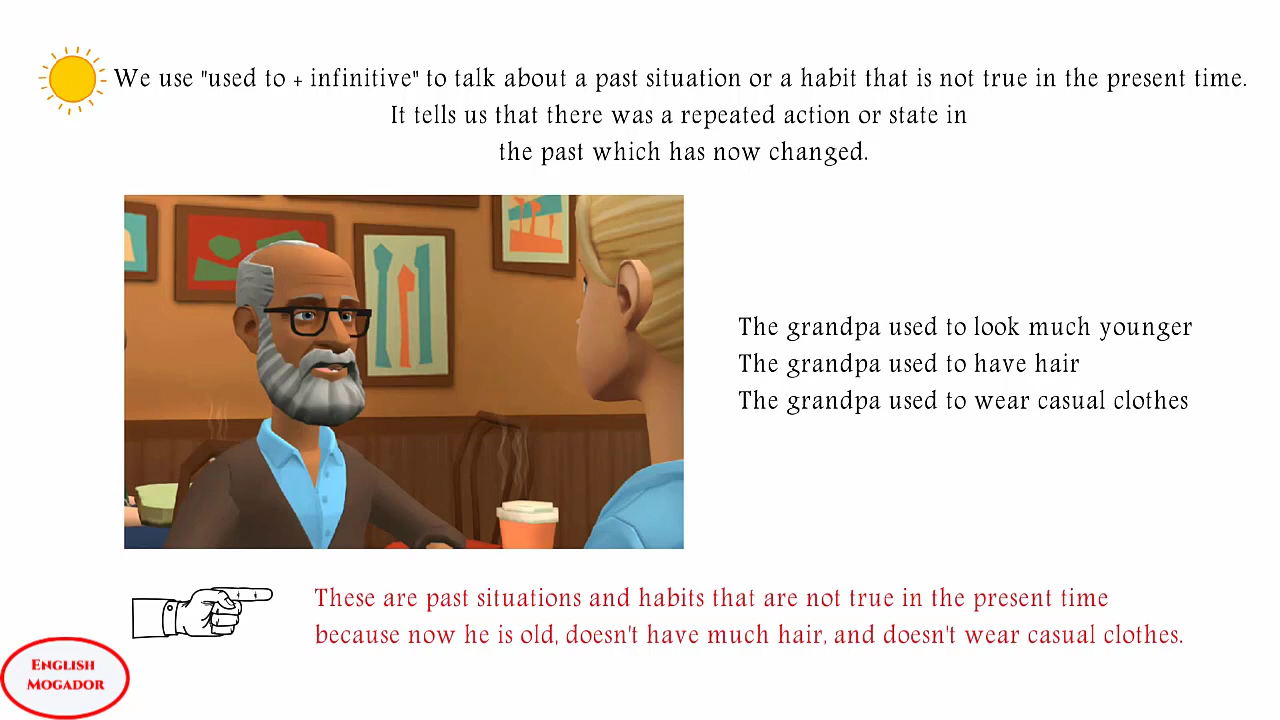 We use "used to + infinitive" to talk about a past situation or a habit that is not true in the present time.
It tells us that there was a repeated action or state in
the past which has now changed.
The grandpa used to look much younger
The grandpa used to have hair
The grandpa used to wear casual clothes
These are past situations and habits that are not true in the present time
because now he is old, doesn't have much hair, and doesn't wear casual clothes.
ENGLISH
MOGADOR